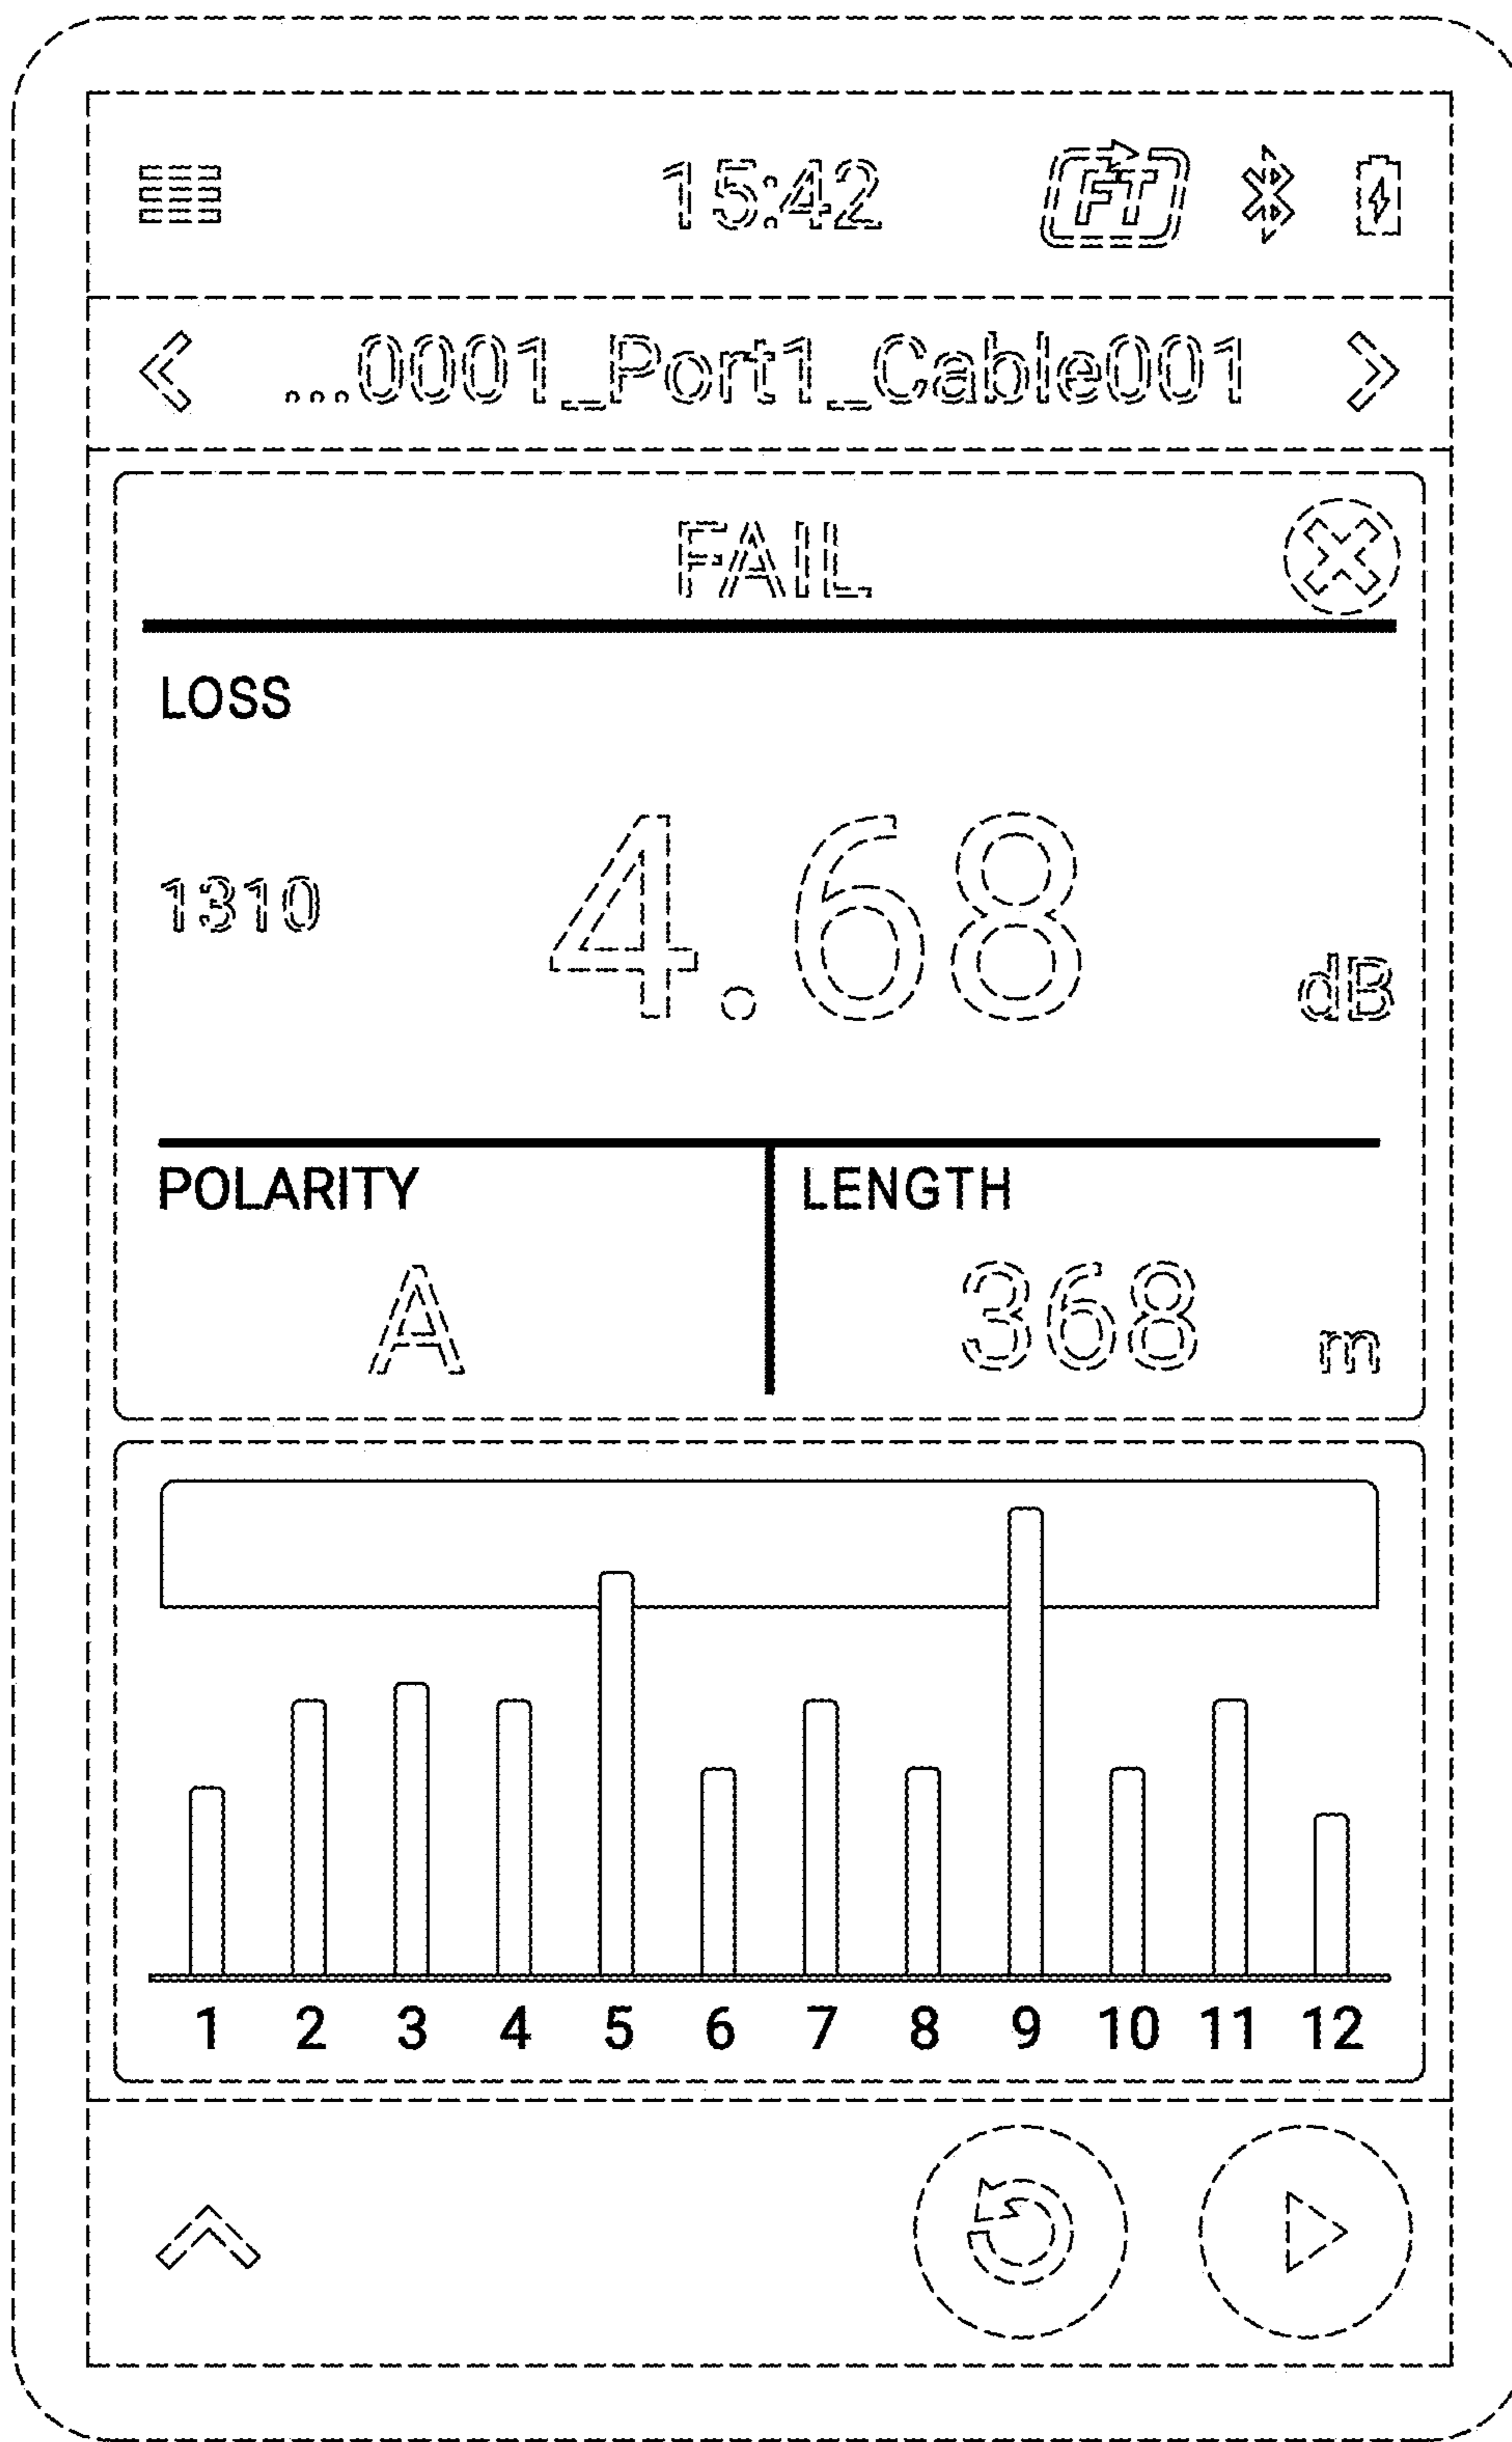 15:42 FT
...0001_Port1_Cable001
FAIL
LOSS
1310 4.68 dB
POLARITY LENGTH
A 368 m
1 2 3 4 5 6 7 8 9 10 11 12